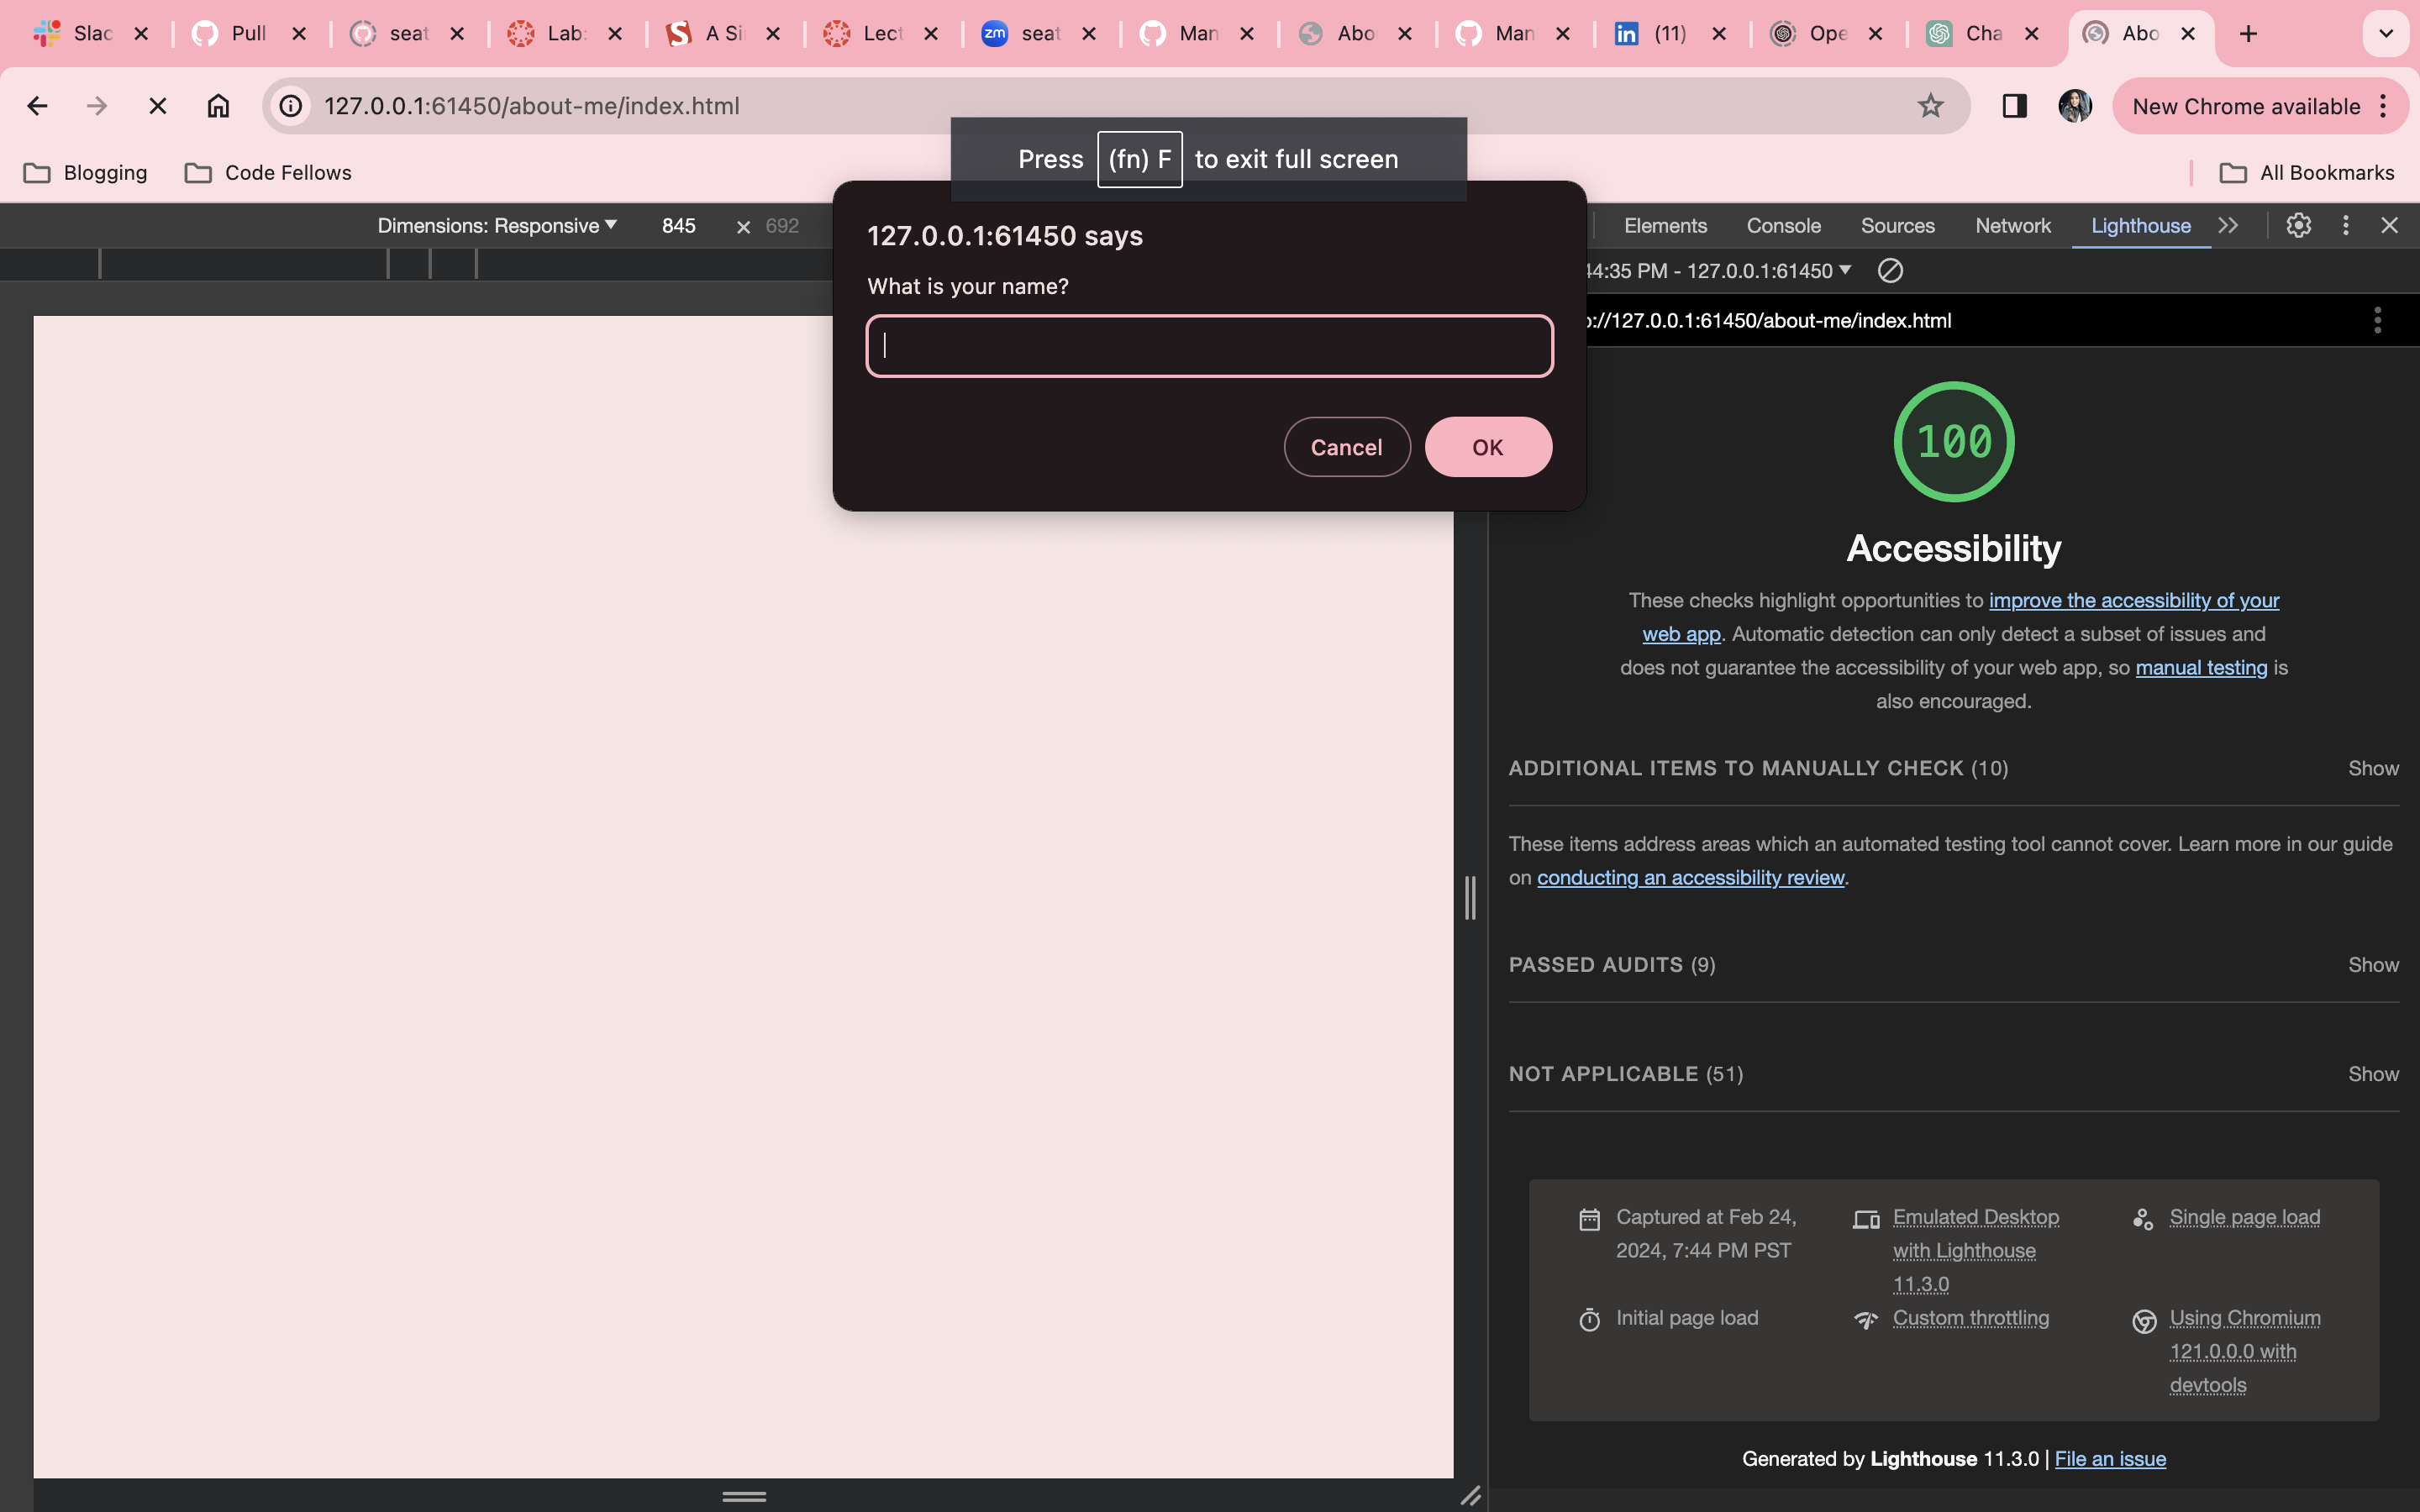 Slac
Pull
seat
Lab:
A Si
Lect
zm
seat
Man
Abo
Man
in
(11)
Ope
Cha
Abo
127.0.0.1:61450/about-me/index.html
New Chrome available
Blogging
Code Fellows
All Bookmarks
Press (fn) F to exit full screen
Dimensions: Responsive
845 × 692
127.0.0.1:61450 says
What is your name?
Cancel
OK
Elements
Console
Sources
Network
Lighthouse
44:35 PM - 127.0.0.1:61450
://127.0.0.1:61450/about-me/index.html
100
Accessibility
These checks highlight opportunities to improve the accessibility of your
web app. Automatic detection can only detect a subset of issues and
does not guarantee the accessibility of your web app, so manual testing is
also encouraged.
ADDITIONAL ITEMS TO MANUALLY CHECK (10)
Show
These items address areas which an automated testing tool cannot cover. Learn more in our guide
on conducting an accessibility review.
PASSED AUDITS (9)
Show
NOT APPLICABLE (51)
Show
Captured at Feb 24,
2024, 7:44 PM PST
Emulated Desktop
with Lighthouse
11.3.0
Single page load
Initial page load
Custom throttling
Using Chromium
121.0.0.0 with
devtools
Generated by Lighthouse 11.3.0 | File an issue